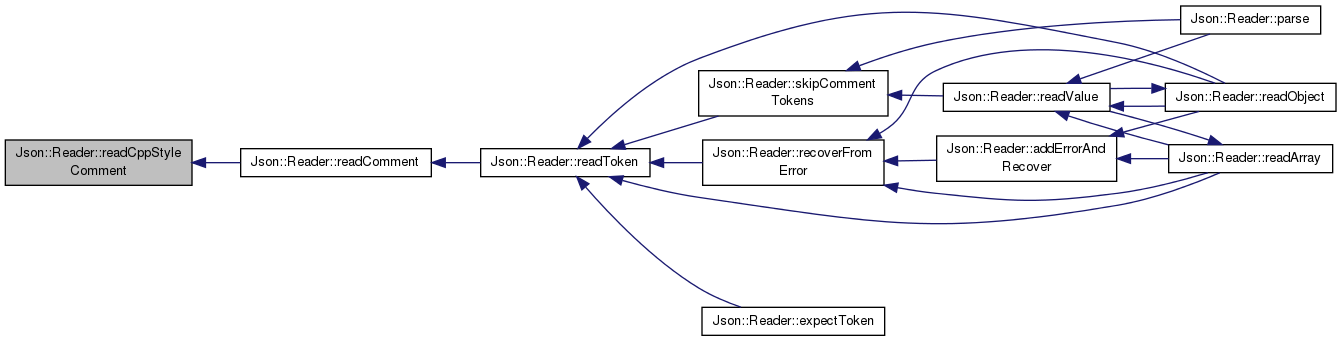 Json::Reader::readCppStyle
Comment
Json::Reader::readComment
Json::Reader::readToken
Json::Reader::skipComment
Tokens
Json::Reader::recoverFrom
Error
Json::Reader::expectToken
Json::Reader::readValue
Json::Reader::addErrorAnd
Recover
Json::Reader::parse
Json::Reader::readObject
Json::Reader::readArray